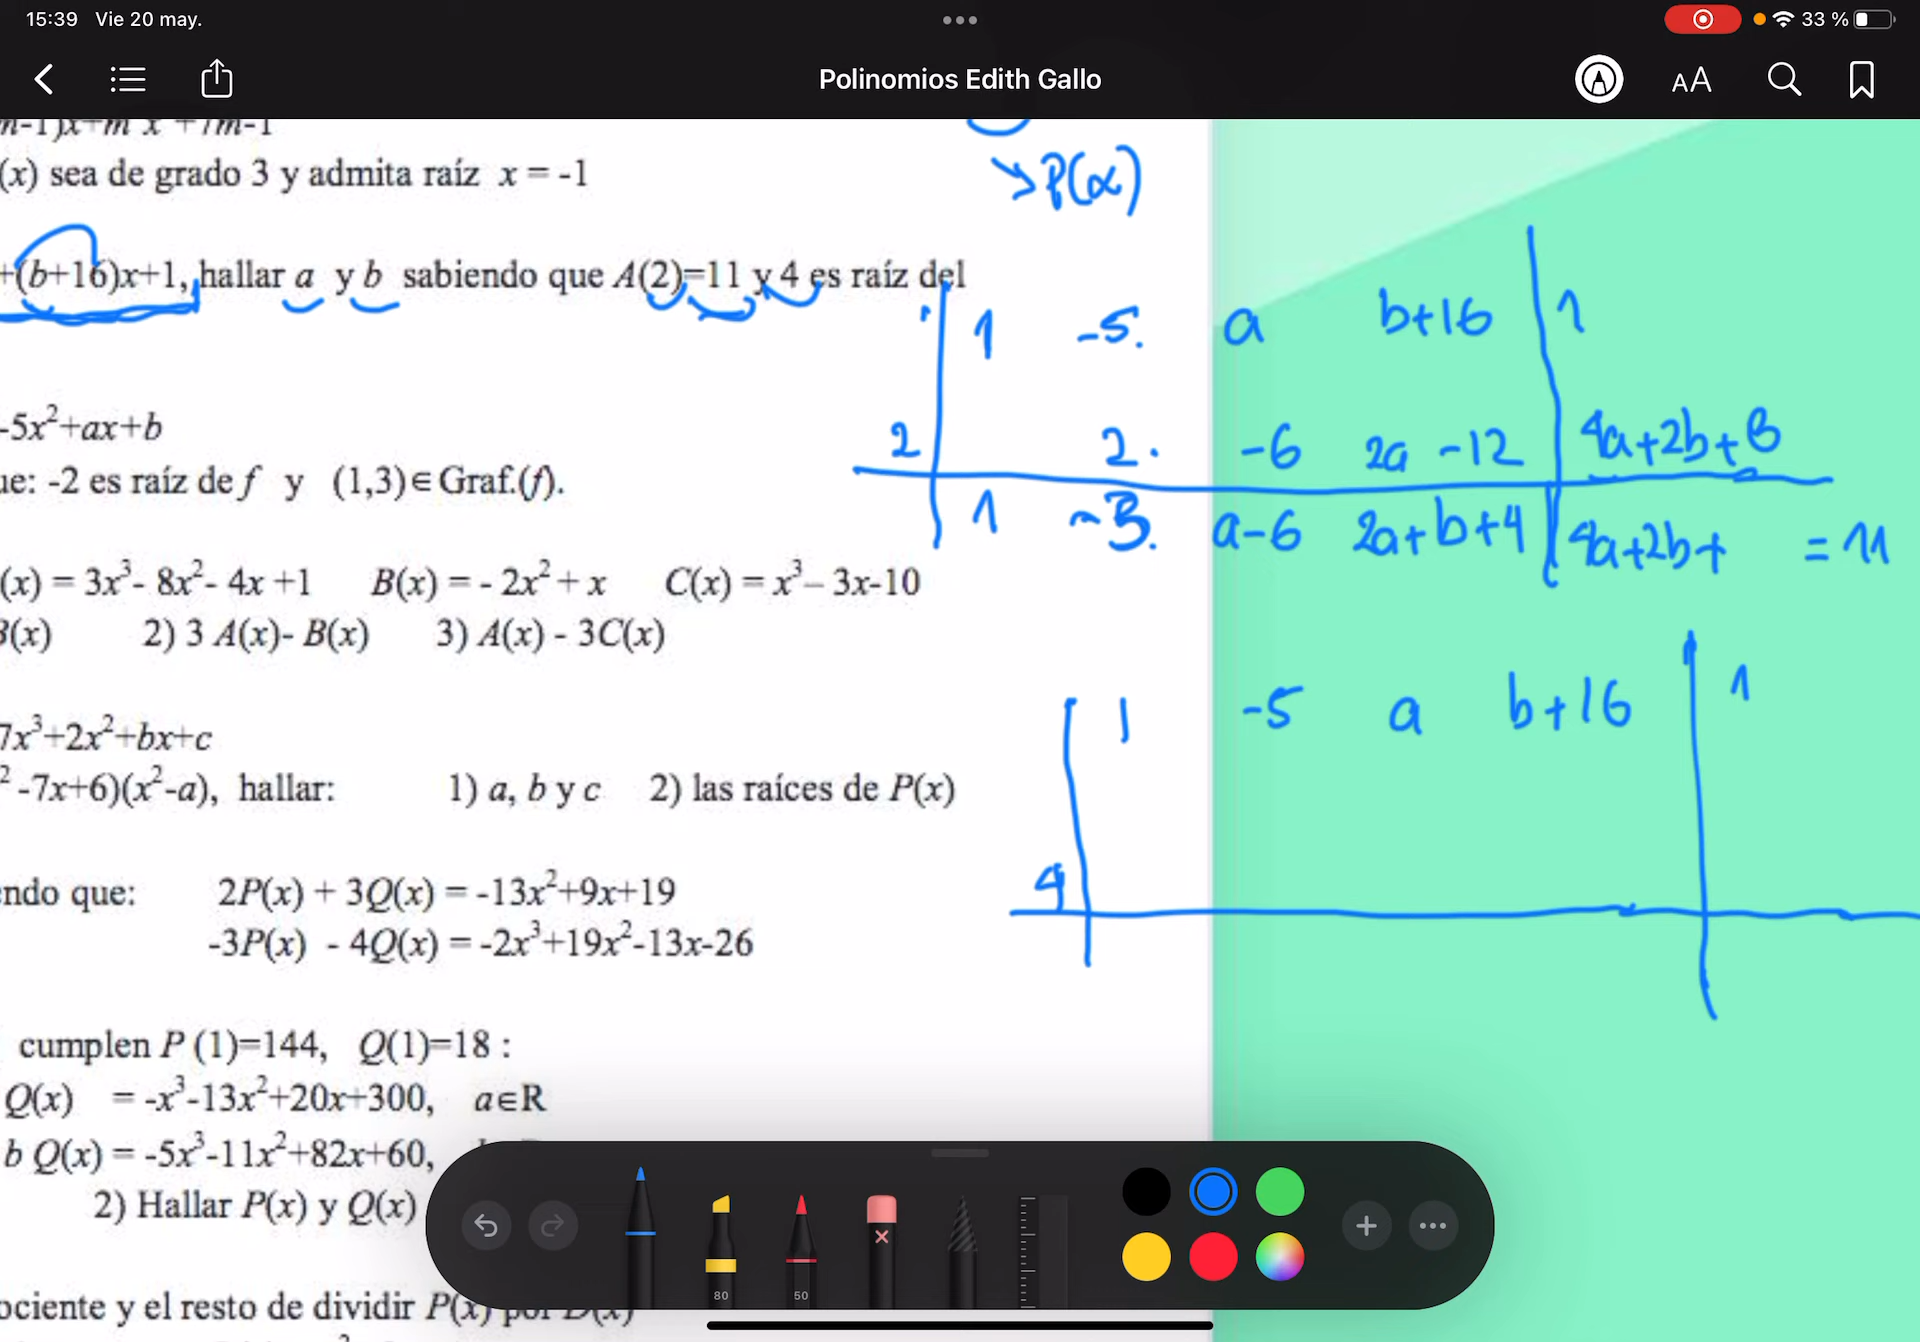 15:39 Vie 20 may.
33 %
Polinomios Edith Gallo
AA
(x) sea de grado 3 y admita raíz x = -1
→P(α)
+(b+16)x+1, hallar a y b sabiendo que A(2)=11 y 4 es raíz del
1 -5. a b+16 1
2 2. -6 2a -12 4a+2b+8
1 -3. a-6 2a+b+4 4a+2b+ = 11
-5x²+ax+b
ue: -2 es raíz de f y (1,3)∈Graf.(f).
(x) = 3x³- 8x²- 4x +1 B(x) = - 2x² + x C(x) = x³– 3x-10
B(x) 2) 3 A(x)- B(x) 3) A(x) - 3C(x)
1 -5 a b+16 1
4
7x³+2x²+bx+c
² -7x+6)(x²-a), hallar: 1) a, b y c 2) las raíces de P(x)
endo que: 2P(x) + 3Q(x) = -13x²+9x+19
-3P(x) - 4Q(x) = -2x³+19x²-13x-26
cumplen P (1)=144, Q(1)=18 :
Q(x) = -x³-13x²+20x+300, a∈R
b Q(x) = -5x³-11x²+82x+60,
2) Hallar P(x) y Q(x)
80
50
ociente y el resto de dividir P(x) por D(x)